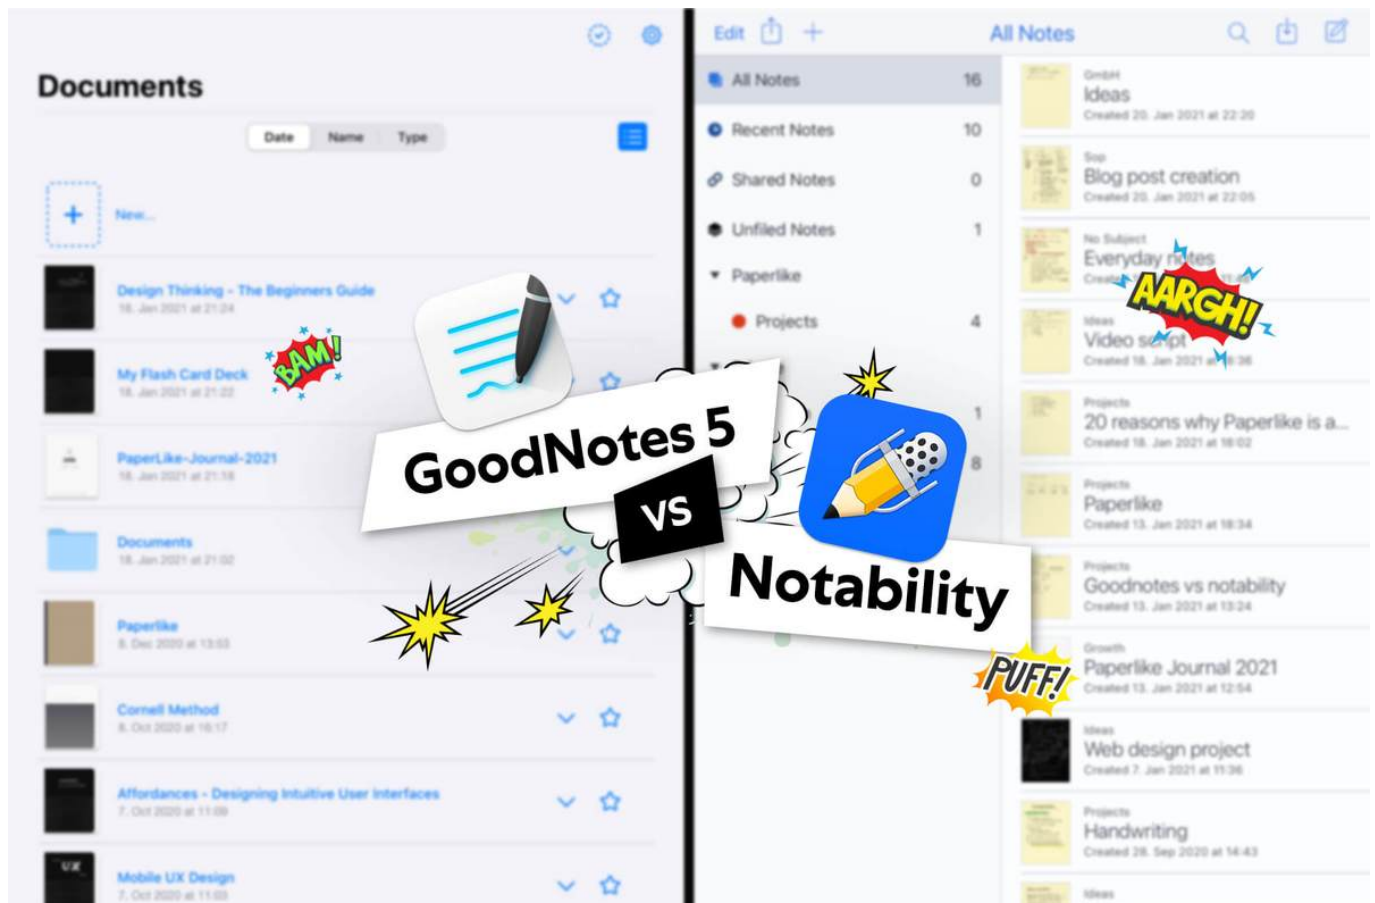 Documents
Date Name Type
New...
Design Thinking - The Beginners Guide
18. Jan 2021 at 21:24
My Flash Card Deck
18. Jan 2021 at 21:22
PaperLike-Journal-2021
18. Jan 2021 at 21:18
Documents
18. Jan 2021 at 21:02
Paperlike
8. Dec 2020 at 13:53
Cornell Method
8. Oct 2020 at 16:17
Affordances - Designing Intuitive User Interfaces
7. Oct 2020 at 11:09
UX
Mobile UX Design
7. Oct 2020 at 11:03
BAM!
GoodNotes 5
VS
Notability
Edit
All Notes
All Notes 16
Recent Notes 10
Shared Notes 0
Unfiled Notes 1
Paperlike
Projects 4
1
8
GmbH
Ideas
Created 20. Jan 2021 at 22:20
Sop
Blog post creation
Created 20. Jan 2021 at 22:05
No Subject
Everyday notes
AARGH!
Ideas
Video script
Created 18. Jan 2021 at 18:36
Projects
20 reasons why Paperlike is a...
Created 18. Jan 2021 at 16:02
Projects
Paperlike
Created 13. Jan 2021 at 18:34
Projects
Goodnotes vs notability
Created 13. Jan 2021 at 13:24
Growth
Paperlike Journal 2021
Created 13. Jan 2021 at 12:54
PUFF!
Ideas
Web design project
Created 7. Jan 2021 at 11:36
Projects
Handwriting
Created 28. Sep 2020 at 14:43
Ideas